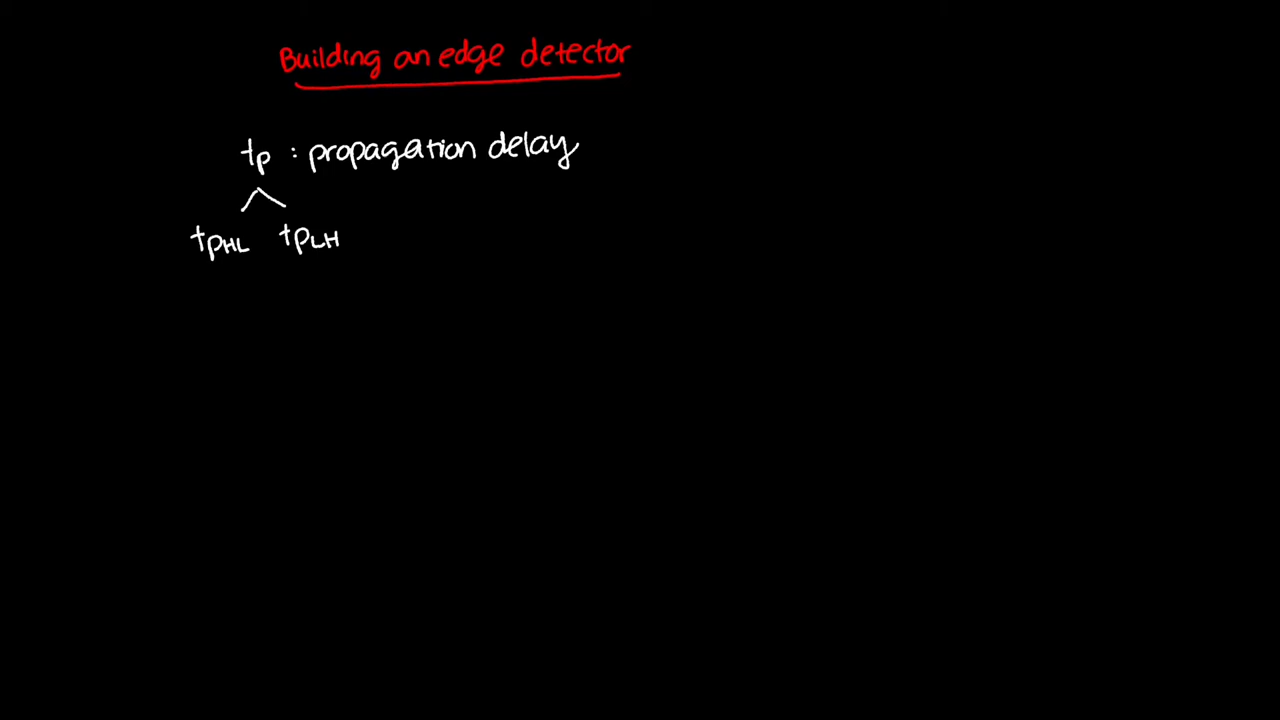 Building an edge detector
tp : propagation delay
tpHL tpLH